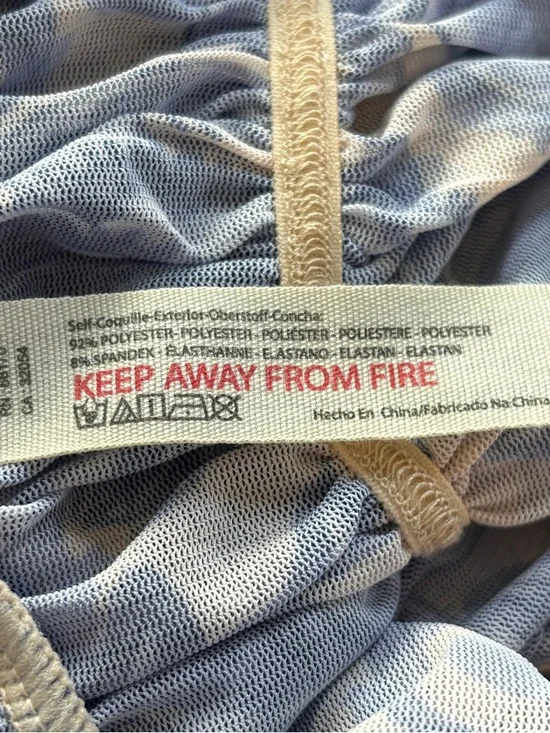 Self-Coquille-Exterior-Oberstoff-Concha:
92% POLYESTER - POLYESTER - POLIÉSTER - POLIESTERE - POLYESTER
8% SPANDEX - ÉLASTHANNE - ELASTANO - ELASTAN - ELASTAN
KEEP AWAY FROM FIRE
Hecho En China/Fabricado Na China
RN
CA 32054